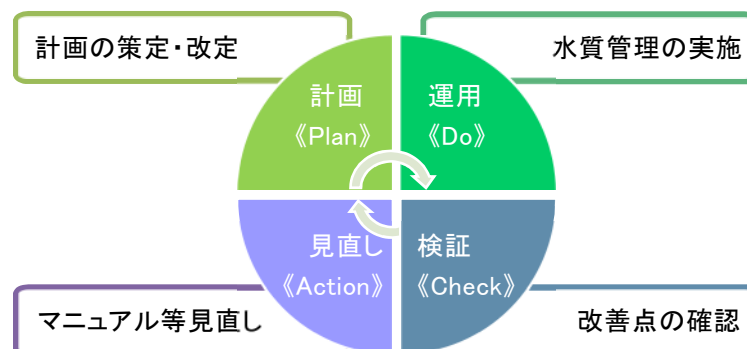 計画の策定・改定
水質管理の実施
計画
《Plan》
運用
《Do》
見直し
《Action》
検証
《Check》
マニュアル等見直し
改善点の確認